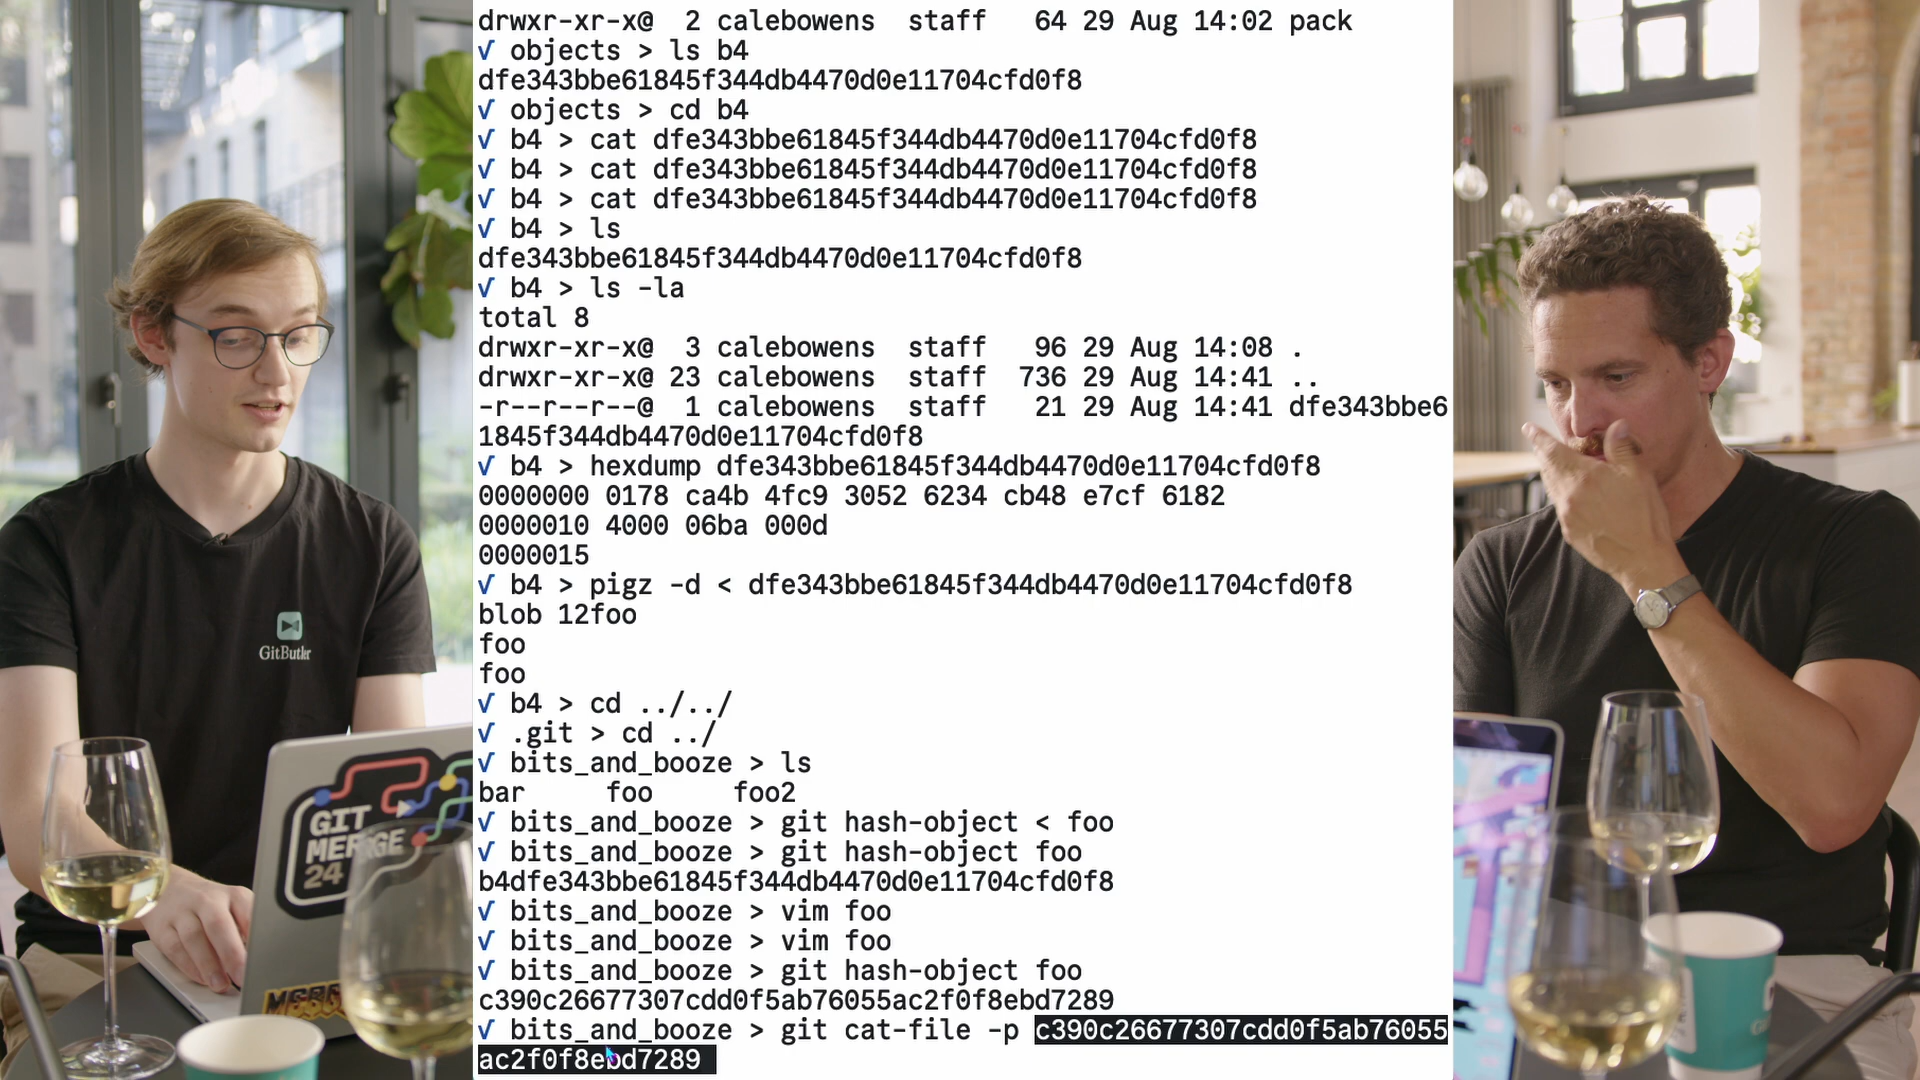 drwxr-xr-x@  2 calebowens  staff   64 29 Aug 14:02 pack
√ objects > ls b4
dfe343bbe61845f344db4470d0e11704cfd0f8
√ objects > cd b4
√ b4 > cat dfe343bbe61845f344db4470d0e11704cfd0f8
√ b4 > cat dfe343bbe61845f344db4470d0e11704cfd0f8
√ b4 > cat dfe343bbe61845f344db4470d0e11704cfd0f8
√ b4 > ls
dfe343bbe61845f344db4470d0e11704cfd0f8
√ b4 > ls -la
total 8
drwxr-xr-x@  3 calebowens  staff   96 29 Aug 14:08 .
drwxr-xr-x@ 23 calebowens  staff  736 29 Aug 14:41 ..
-r--r--r--@  1 calebowens  staff   21 29 Aug 14:41 dfe343bbe6
1845f344db4470d0e11704cfd0f8
√ b4 > hexdump dfe343bbe61845f344db4470d0e11704cfd0f8
0000000 0178 ca4b 4fc9 3052 6234 cb48 e7cf 6182
0000010 4000 06ba 000d
0000015
√ b4 > pigz -d < dfe343bbe61845f344db4470d0e11704cfd0f8
blob 12foo
foo
foo
√ b4 > cd ../../
√ .git > cd ../
√ bits_and_booze > ls
bar     foo     foo2
√ bits_and_booze > git hash-object < foo
√ bits_and_booze > git hash-object foo
b4dfe343bbe61845f344db4470d0e11704cfd0f8
√ bits_and_booze > vim foo
√ bits_and_booze > vim foo
√ bits_and_booze > git hash-object foo
c390c26677307cdd0f5ab76055ac2f0f8ebd7289
√ bits_and_booze > git cat-file -p c390c26677307cdd0f5ab76055
ac2f0f8ebd7289
GitButler
GIT
MERGE
24